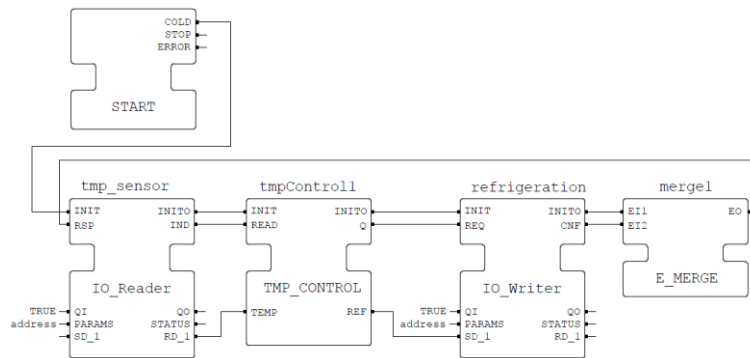 COLD
STOP
ERROR
START
tmp_sensor tmpControll refrigeration merge1
INIT INITO INIT INITO INIT INITO EI1 EO
RSP IND READ Q REQ CNF EI2
IO_Reader TMP_CONTROL IO_Writer E_MERGE
TRUE QI QO TEMP REF TRUE QI QO
address PARAMS STATUS address PARAMS STATUS
SD_1 RD_1 SD_1 RD_1